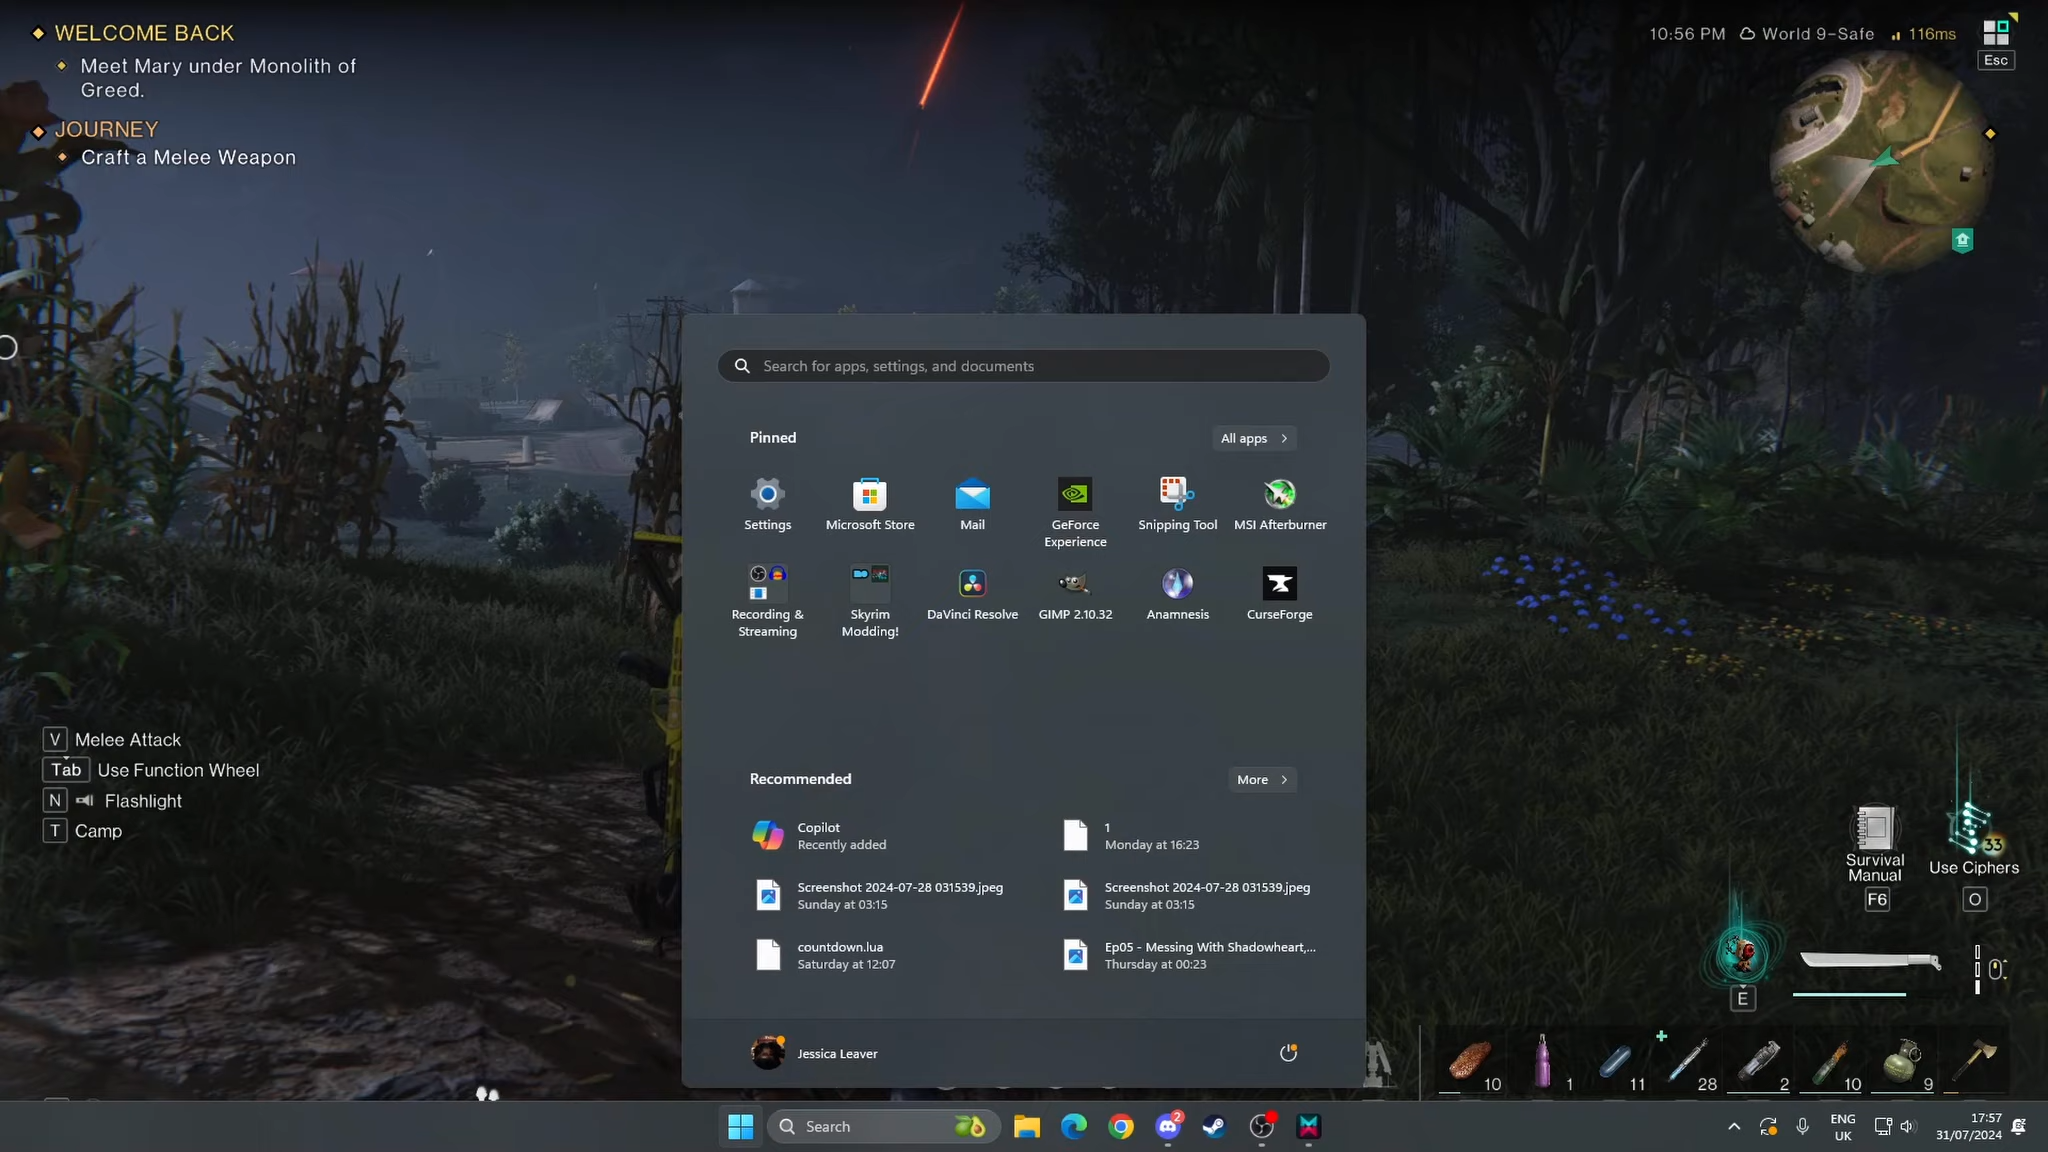 WELCOME BACK
Meet Mary under Monolith of
Greed.
JOURNEY
Craft a Melee Weapon
10:56 PM World 9-Safe 116ms
Esc
Search for apps, settings, and documents
Pinned
All apps
Settings
Microsoft Store
Mail
GeForce
Experience
Snipping Tool
MSI Afterburner
Recording &
Streaming
Skyrim
Modding!
DaVinci Resolve
GIMP 2.10.32
Anamnesis
CurseForge
V Melee Attack
Tab Use Function Wheel
N Flashlight
T Camp
Recommended
More
Copilot
Recently added
1
Monday at 16:23
Screenshot 2024-07-28 031539.jpeg
Sunday at 03:15
Screenshot 2024-07-28 031539.jpeg
Sunday at 03:15
countdown.lua
Saturday at 12:07
Ep05 - Messing With Shadowheart,...
Thursday at 00:23
Jessica Leaver
Survival
Manual
F6
33
Use Ciphers
O
E
10
1
11
28
2
10
9
Search
2
ENG
UK
17:57
31/07/2024